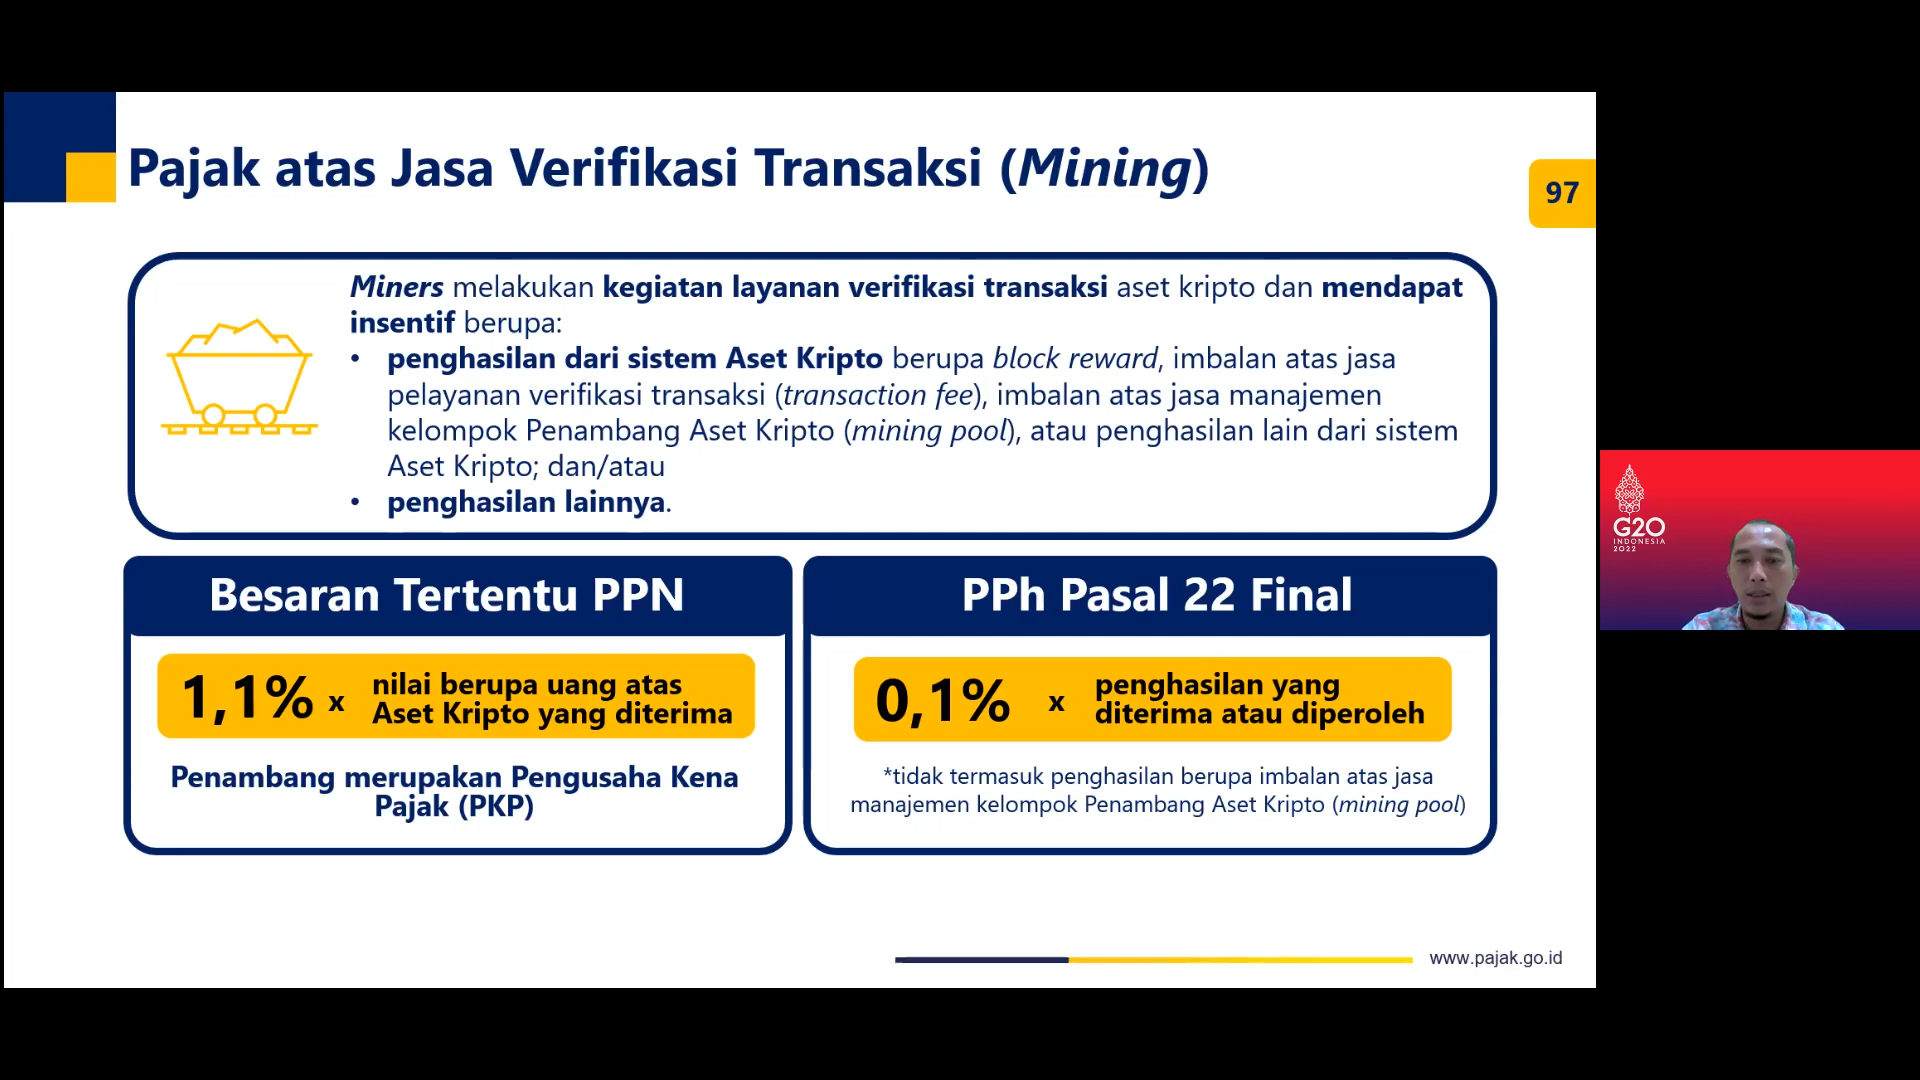 Pajak atas Jasa Verifikasi Transaksi (Mining)
97
Miners melakukan kegiatan layanan verifikasi transaksi aset kripto dan mendapat
insentif berupa:
• penghasilan dari sistem Aset Kripto berupa block reward, imbalan atas jasa
pelayanan verifikasi transaksi (transaction fee), imbalan atas jasa manajemen
kelompok Penambang Aset Kripto (mining pool), atau penghasilan lain dari sistem
Aset Kripto; dan/atau
• penghasilan lainnya.
Besaran Tertentu PPN
1,1% x nilai berupa uang atas
Aset Kripto yang diterima
Penambang merupakan Pengusaha Kena
Pajak (PKP)
PPh Pasal 22 Final
0,1% x penghasilan yang
diterima atau diperoleh
*tidak termasuk penghasilan berupa imbalan atas jasa
manajemen kelompok Penambang Aset Kripto (mining pool)
www.pajak.go.id
G20
INDONESIA
2022